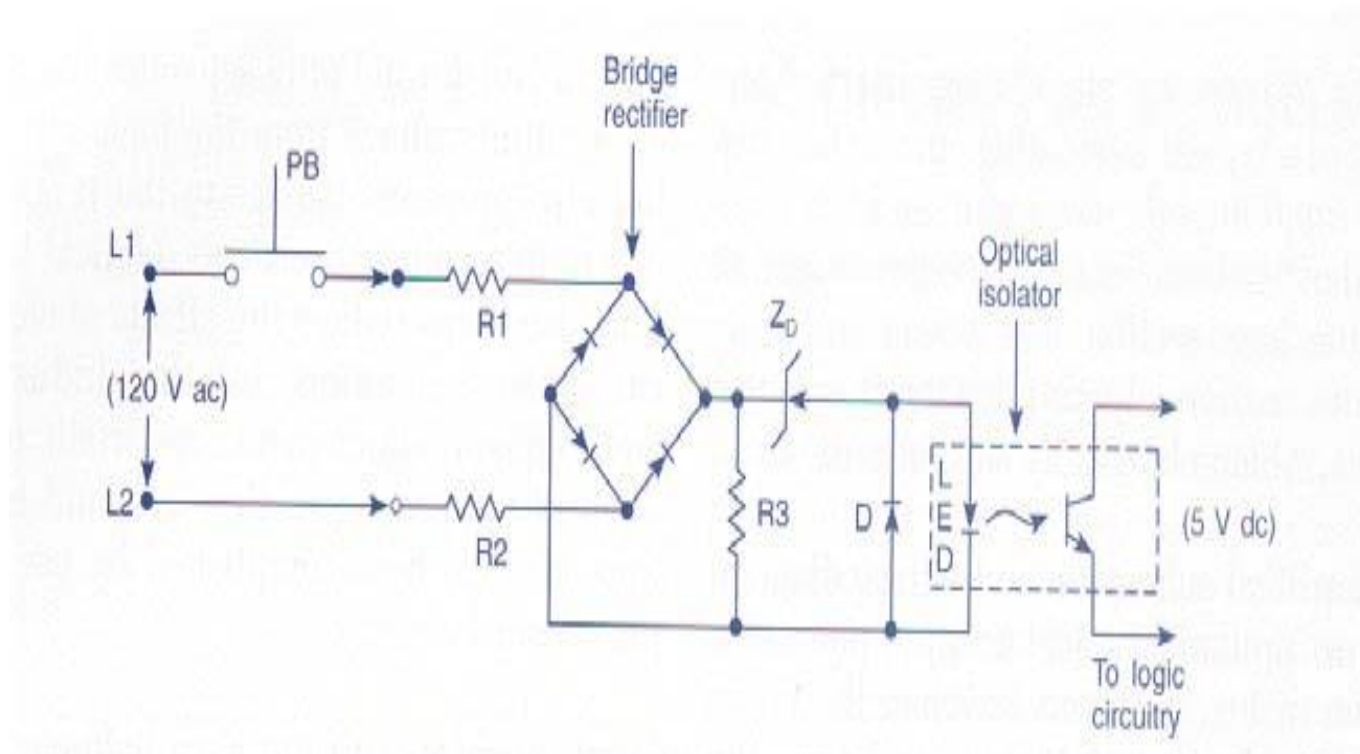 Bridge
rectifier
PB
L1
R1
Optical
isolator
Z_D
(120 V ac)
L2
R2
R3
D
L
E
D
(5 V dc)
To logic
circuitry